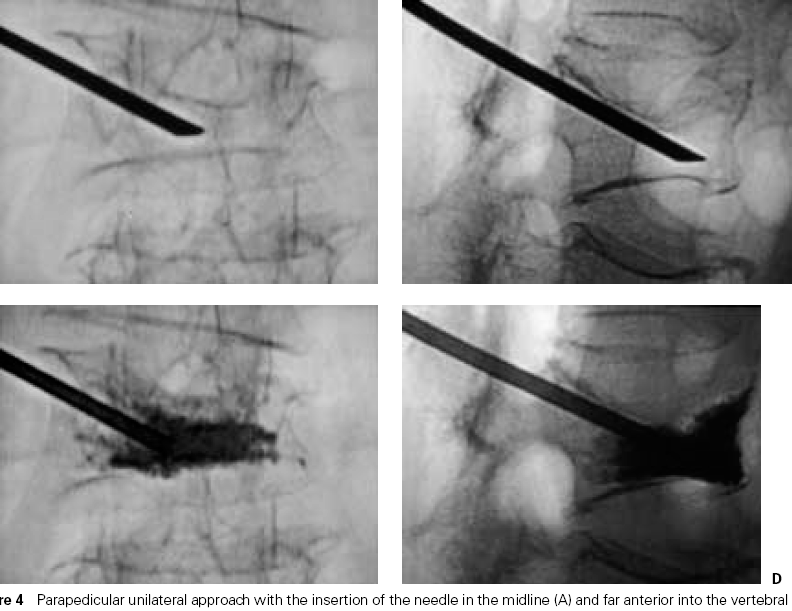 D
re 4 Parapedicular unilateral approach with the insertion of the needle in the midline (A) and far anterior into the vertebral